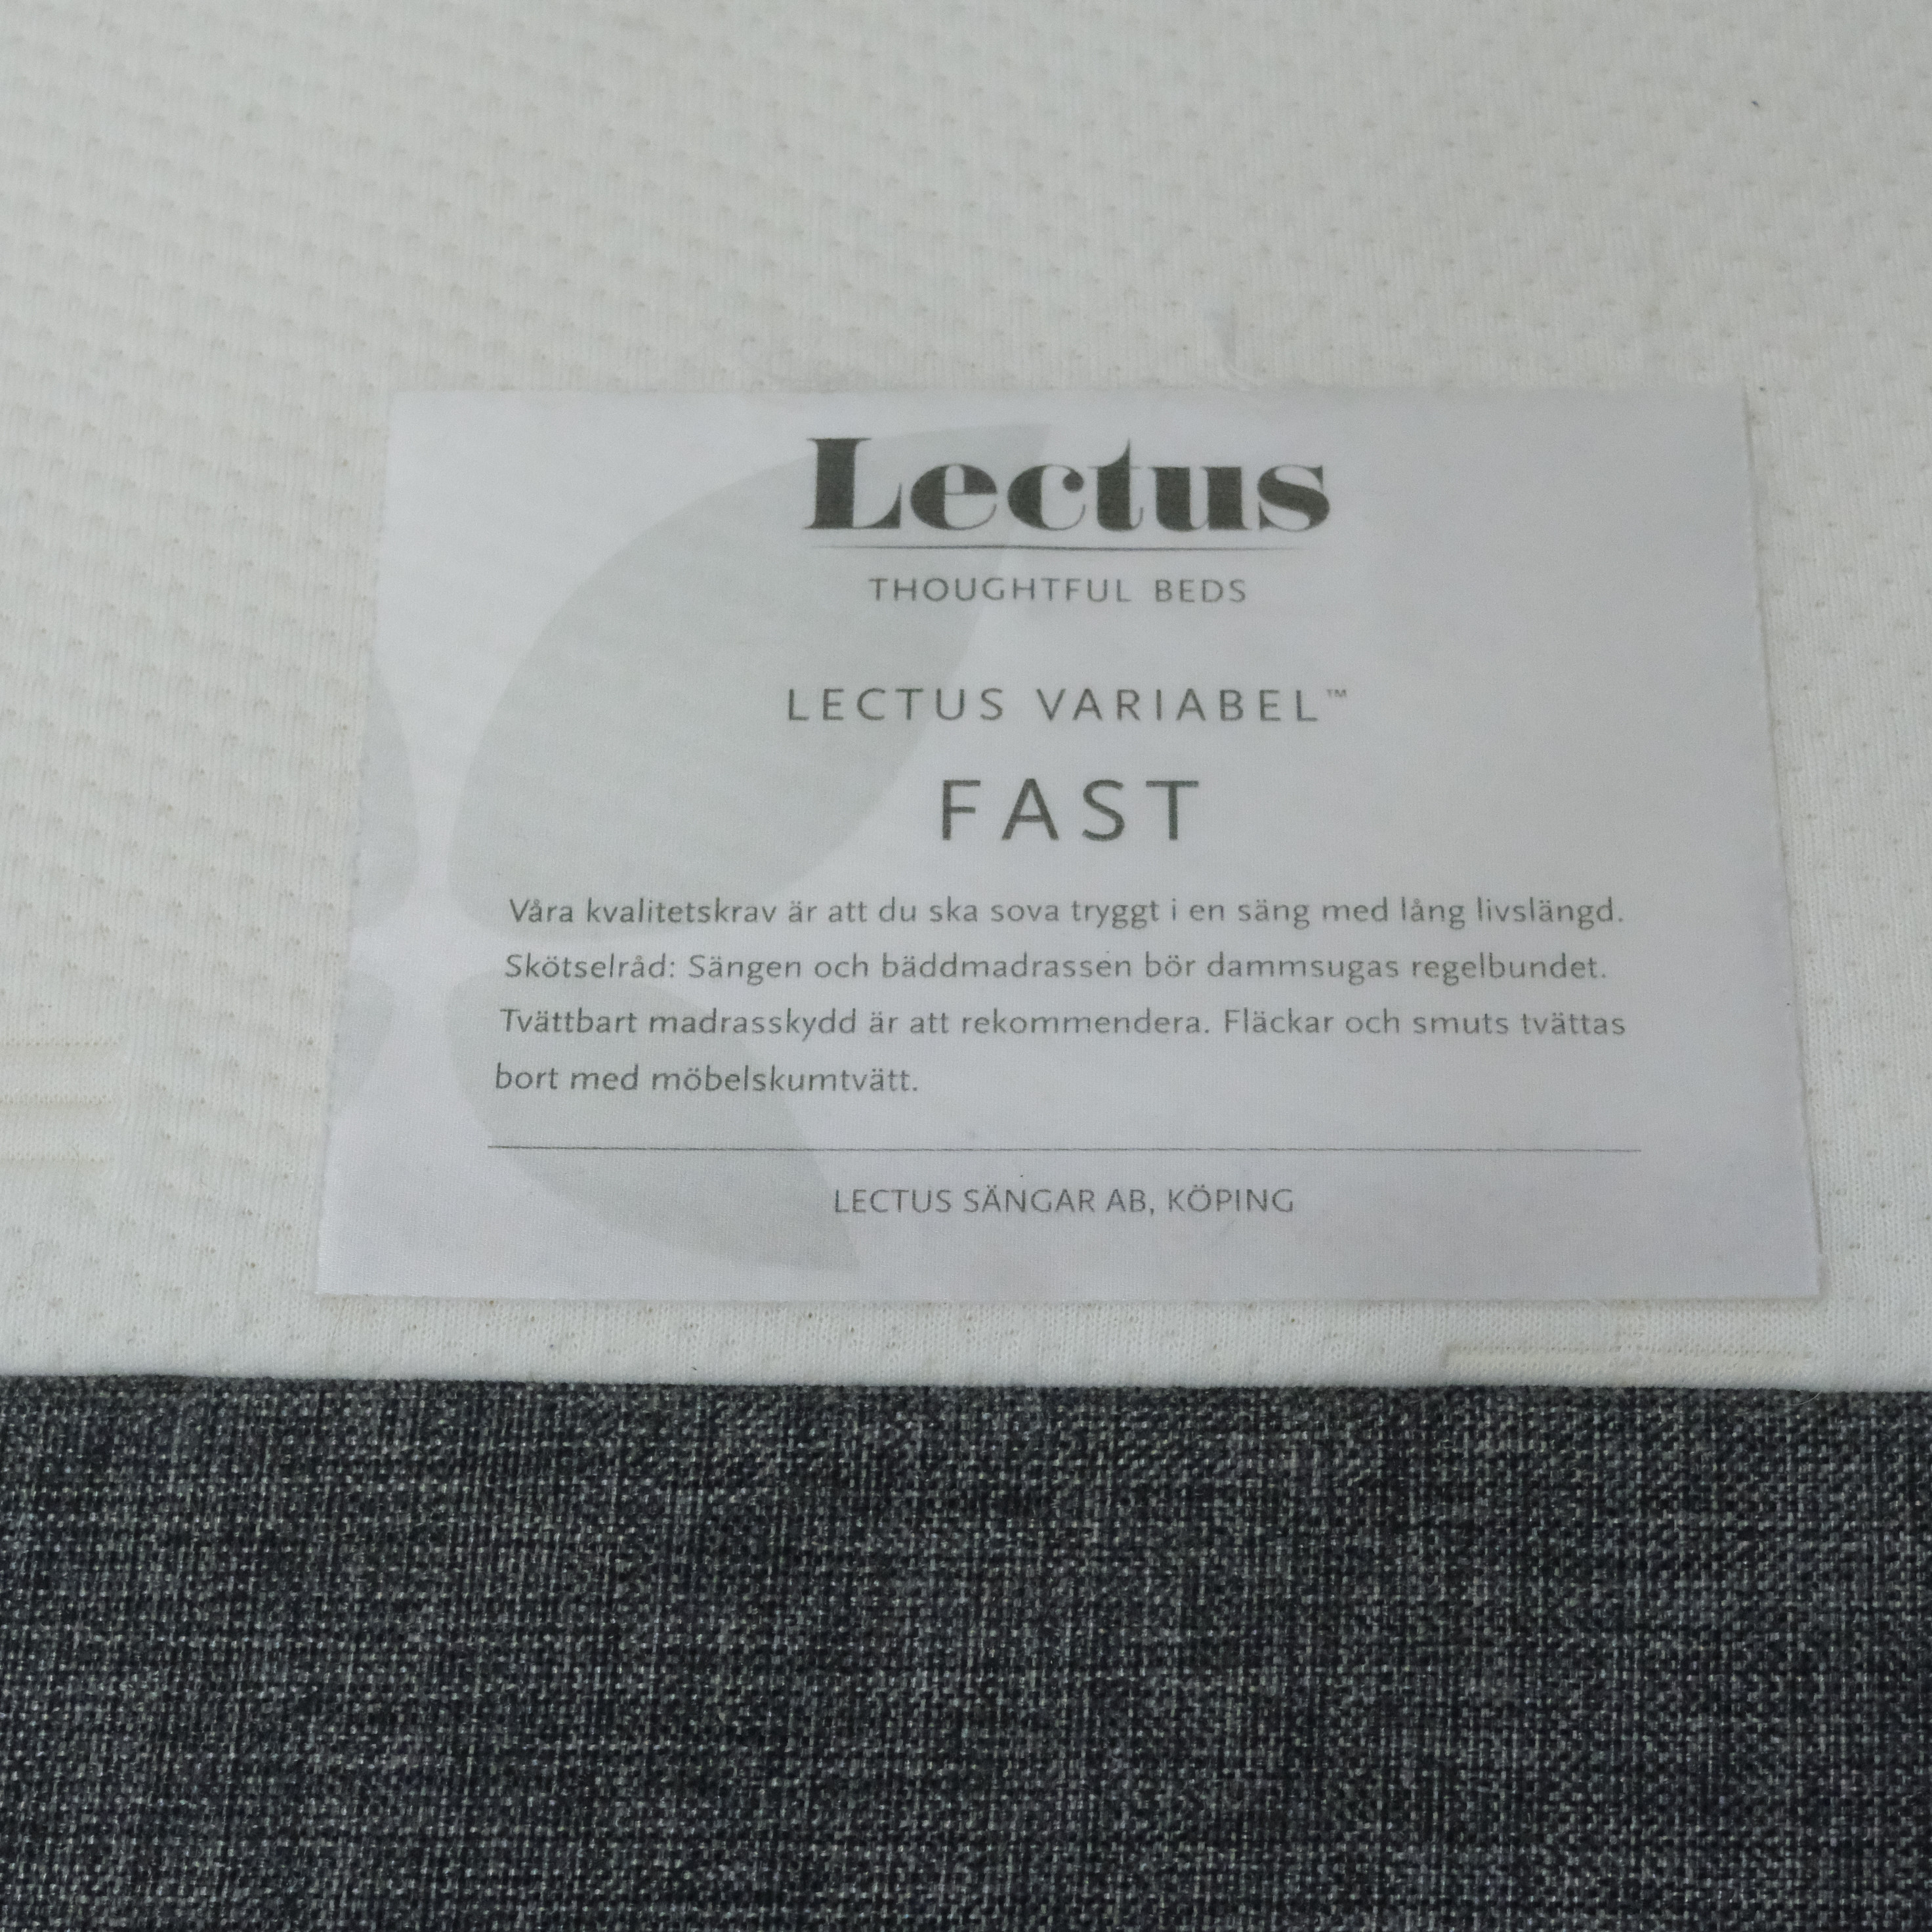 Lectus
THOUGHTFUL BEDS
LECTUS VARIABEL™
FAST
Våra kvalitetskrav är att du ska sova tryggt i en säng med lång livslängd.
Skötselråd: Sängen och bäddmadrassen bör dammsugas regelbundet.
Tvättbart madrasskydd är att rekommendera. Fläckar och smuts tvättas
bort med möbelskumtvätt.
LECTUS SÄNGAR AB, KÖPING